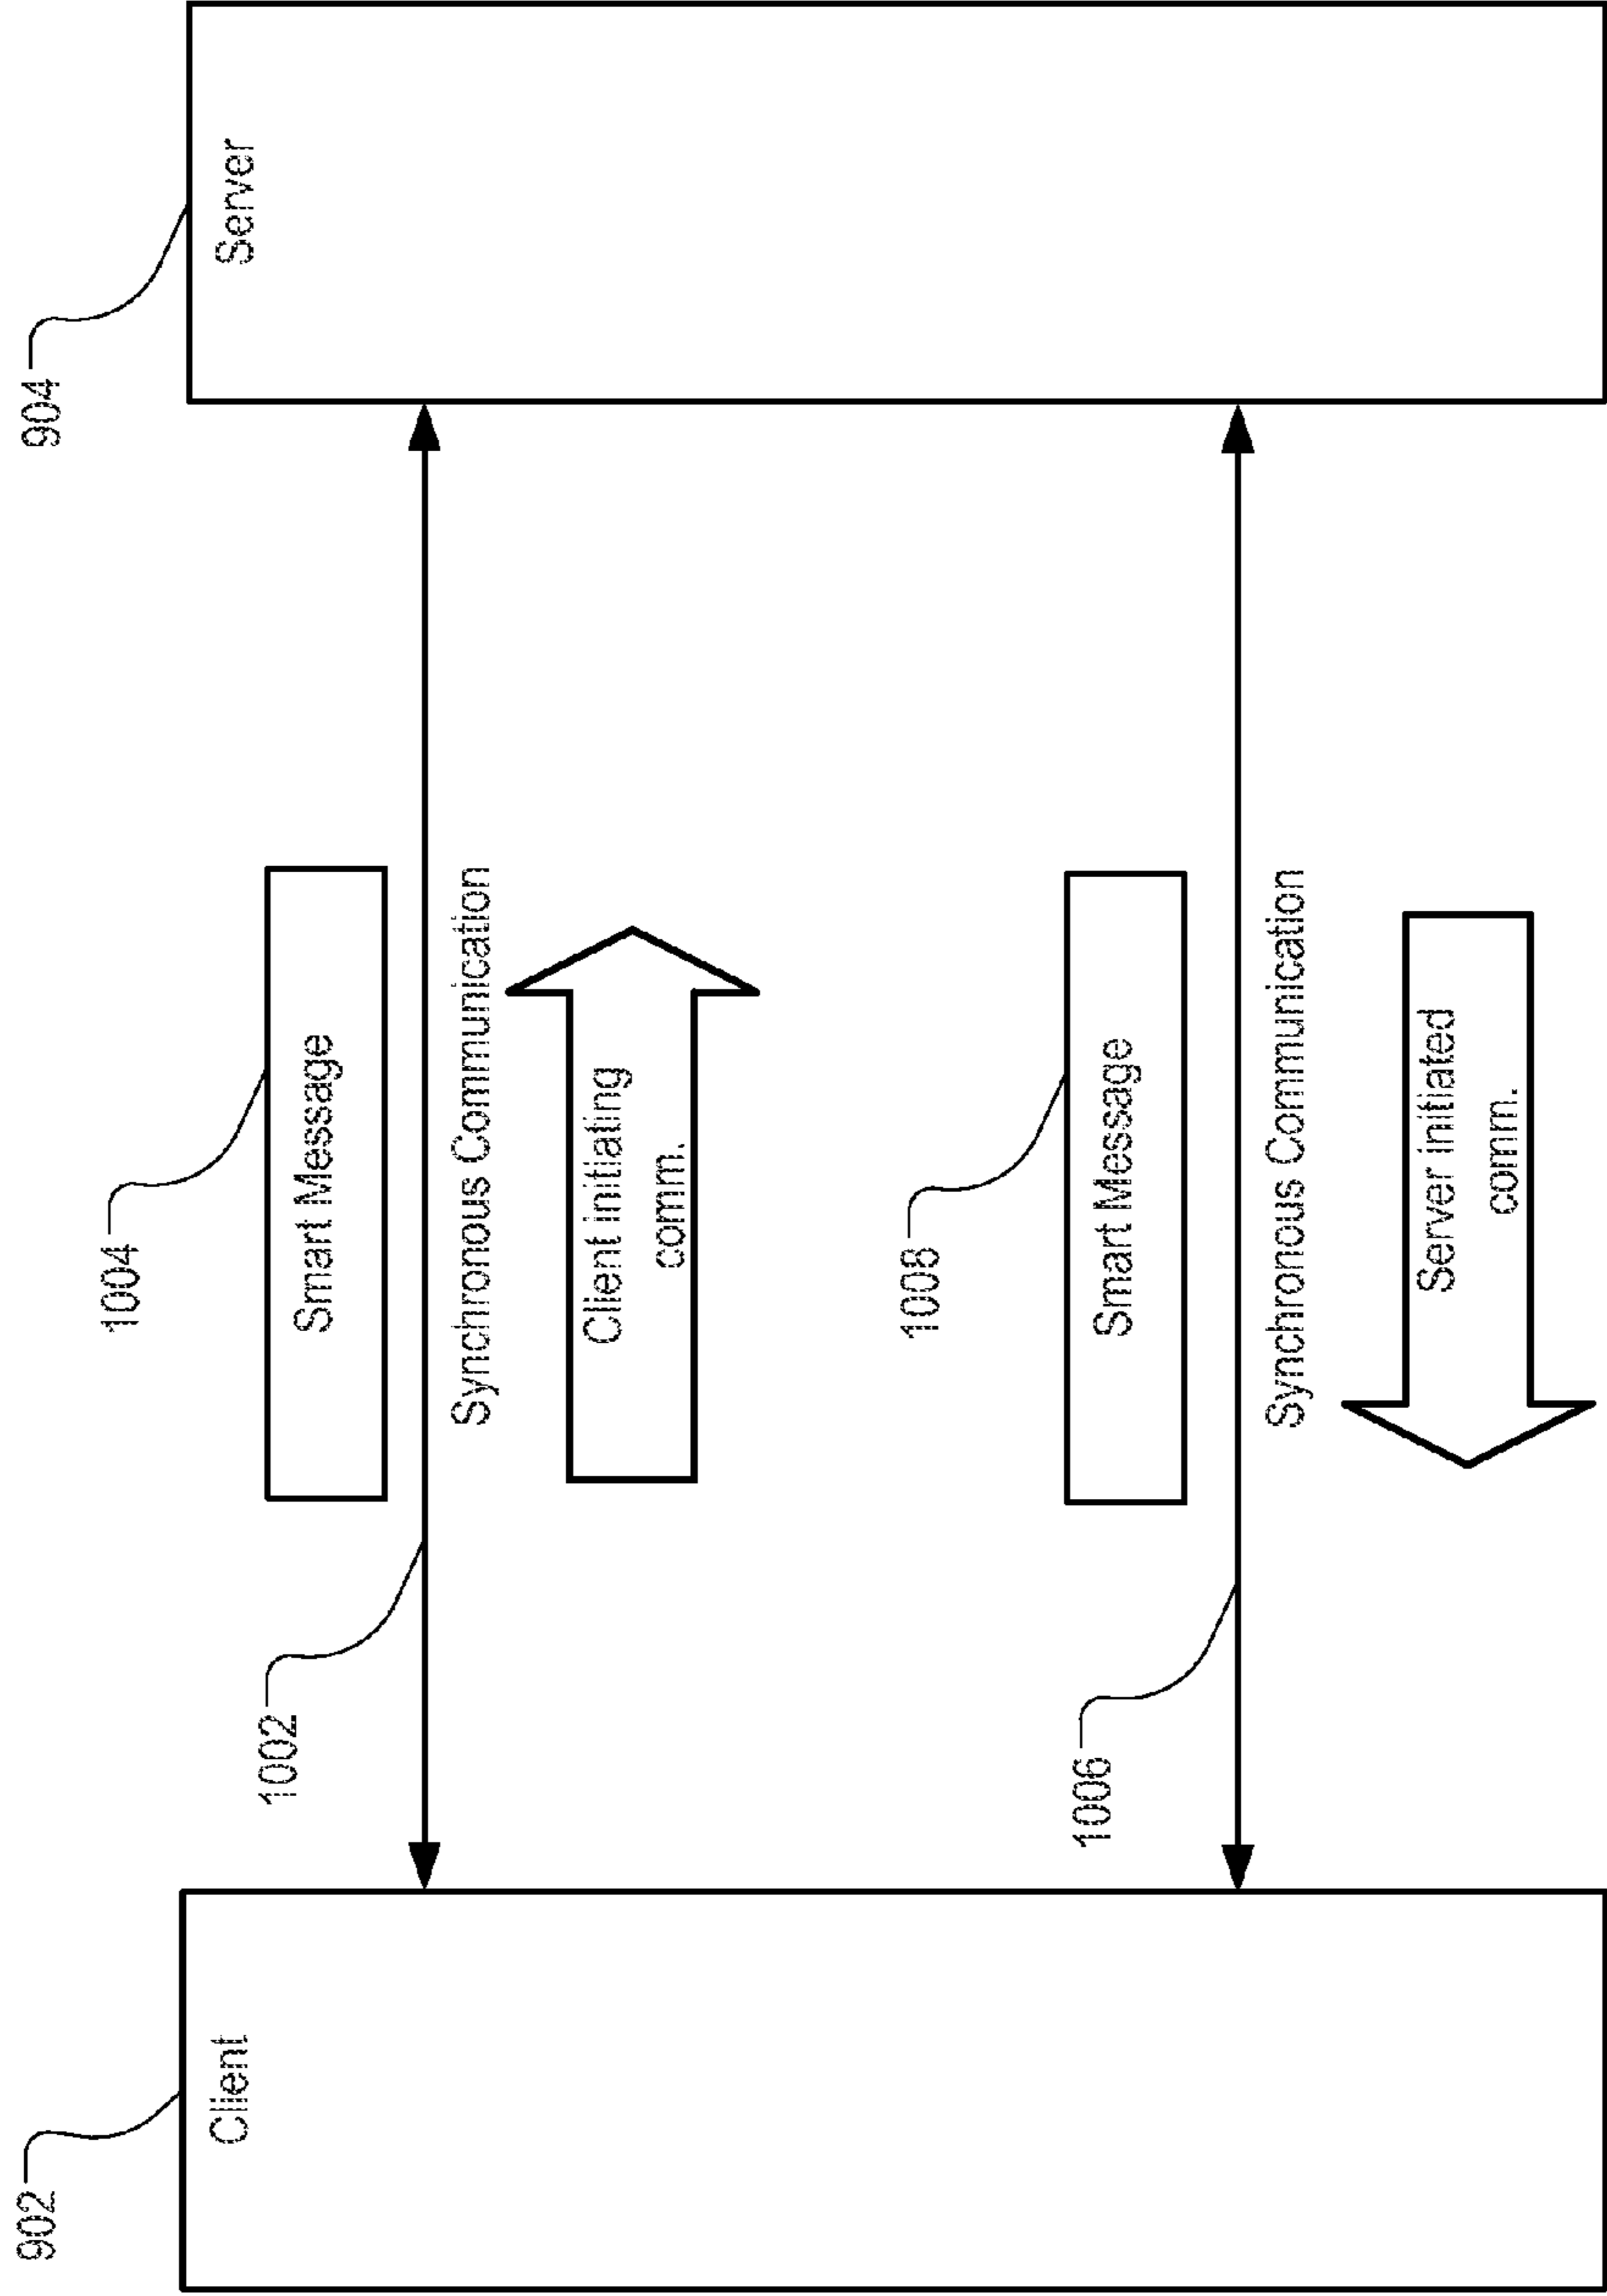 902
904
Client
Server
1004
Smart Message
1002
Synchronous Communication
Client initiating
comm.
1008
Smart Message
1006
Synchronous Communication
Server initiated
comm.